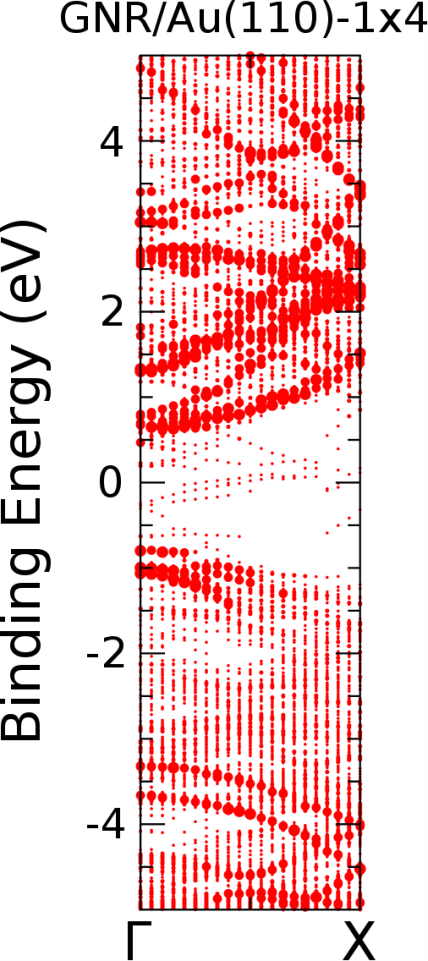 GNR/Au(110)-1x4
Binding Energy (eV)
4
2
0
-2
-4
Γ X